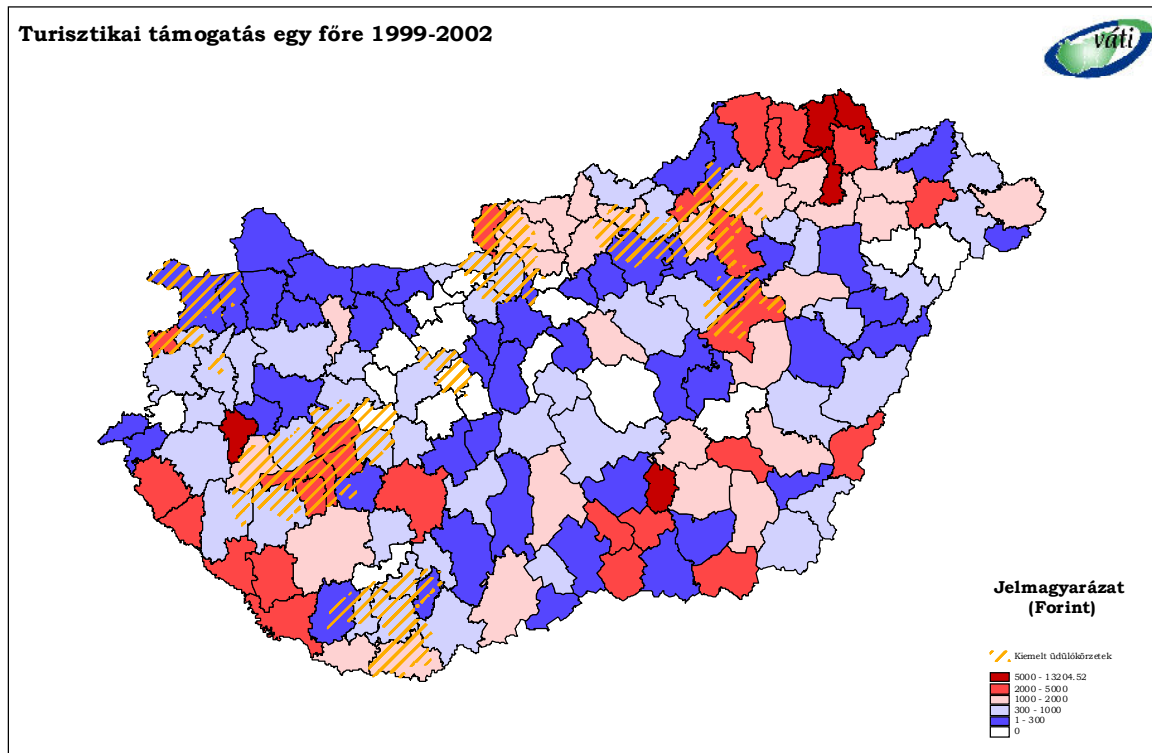 Turisztikai támogatás egy főre 1999-2002
váti
Jelmagyarázat
(Forint)
Kiemelt üdülőkörzetek
5000 - 13204.52
2000 - 5000
1000 - 2000
300 - 1000
1 - 300
0